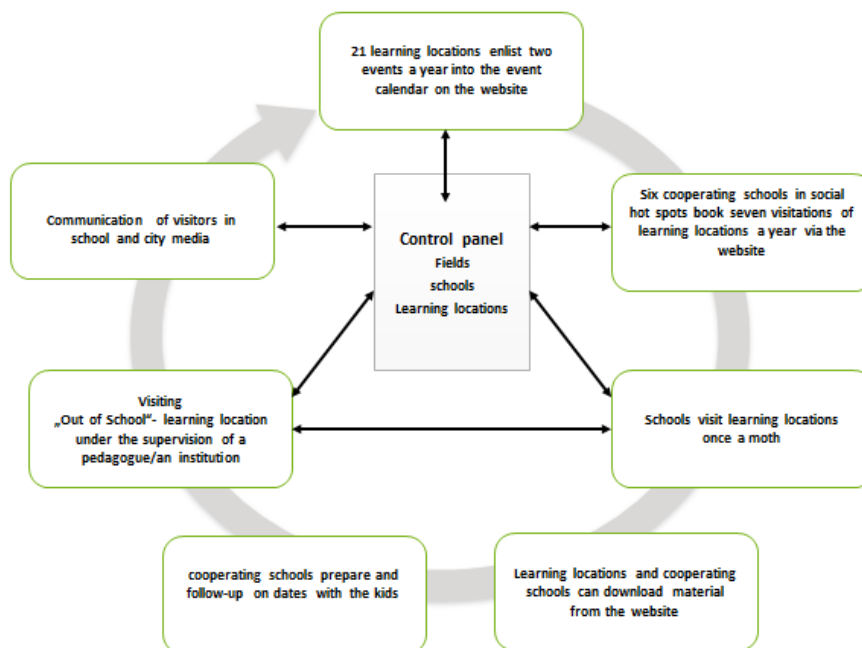 21 learning locations enlist two
events a year into the event
calendar on the website
Six cooperating schools in social
hot spots book seven visitations of
learning locations a year via the
website
Communication of visitors in
school and city media
Control panel
Fields
schools
Learning locations
Visiting
„Out of School“- learning location
under the supervision of a
pedagogue/an institution
Schools visit learning locations
once a moth
cooperating schools prepare and
follow-up on dates with the kids
Learning locations and cooperating
schools can download material
from the website